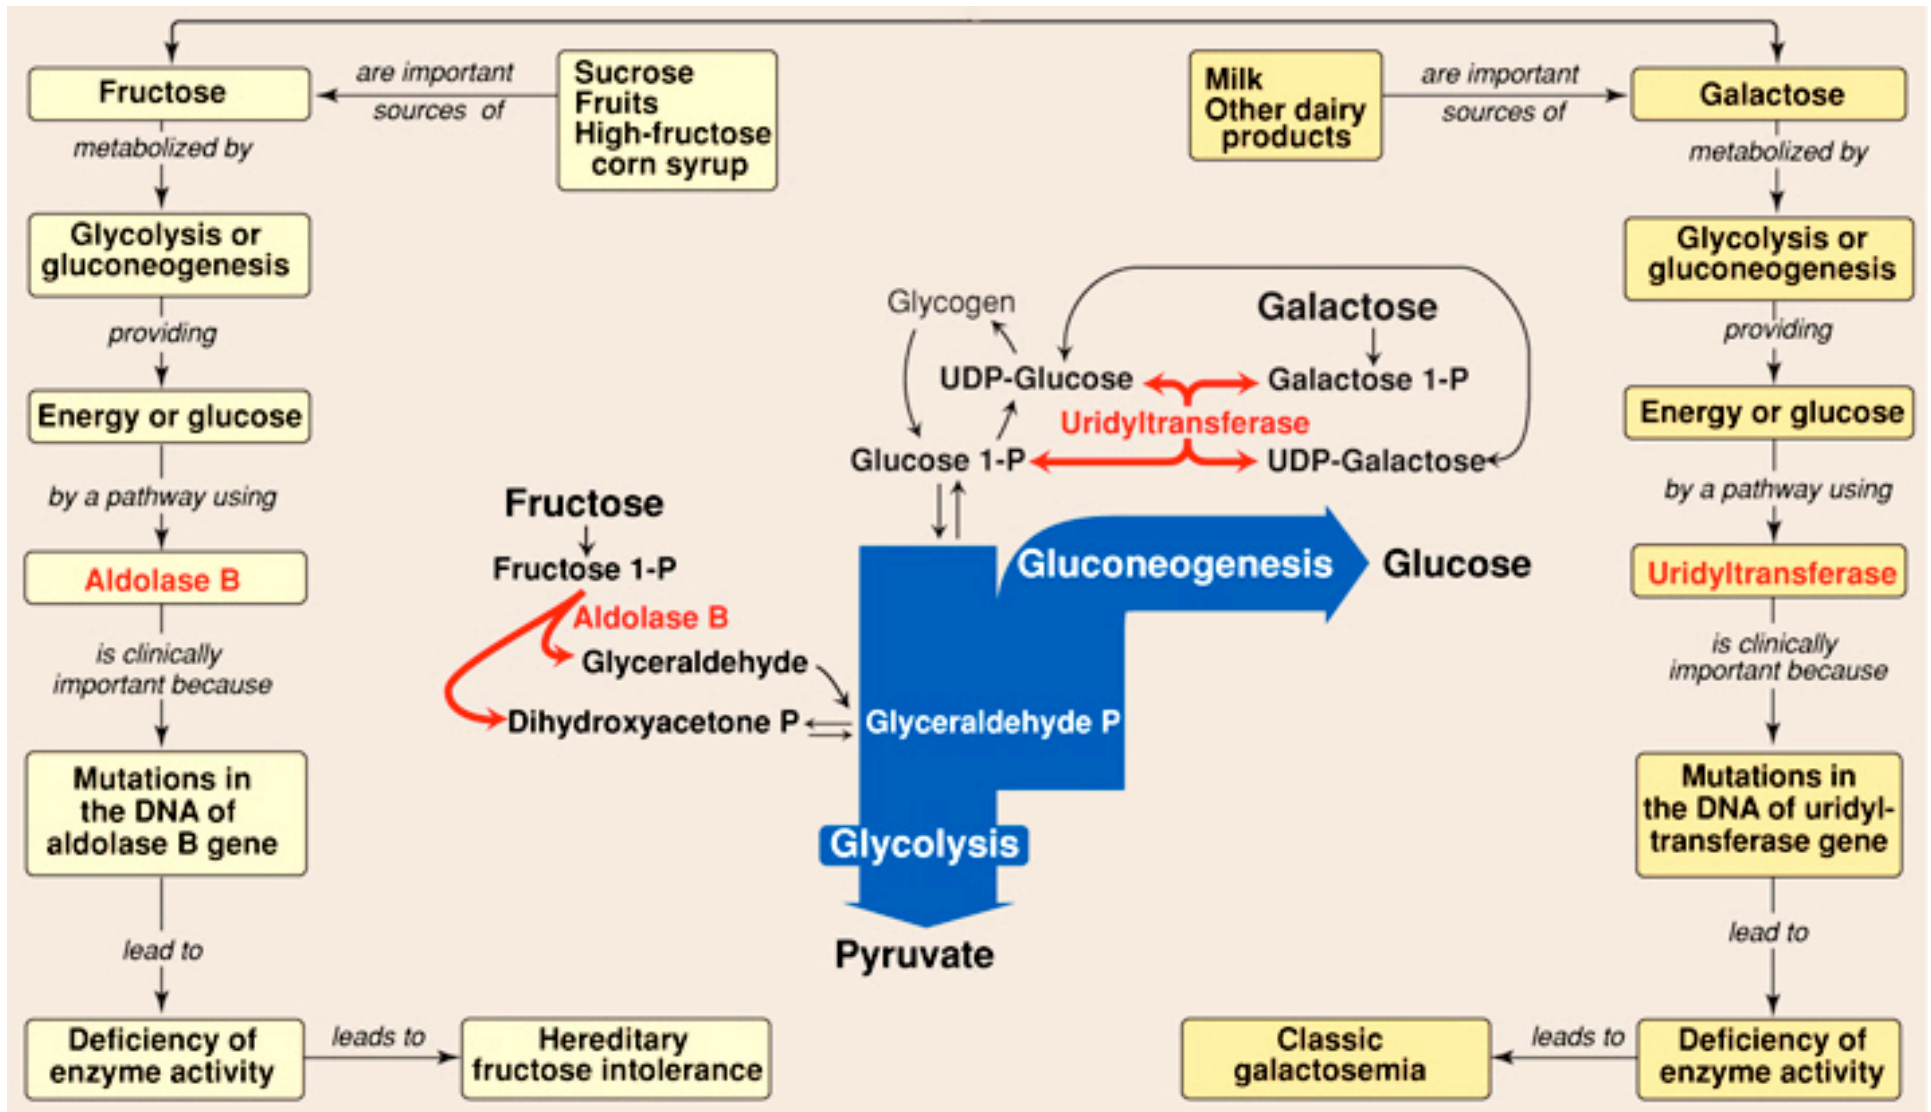 Fructose
are important
sources of
Sucrose
Fruits
High-fructose
corn syrup
metabolized by
Glycolysis or
gluconeogenesis
providing
Energy or glucose
by a pathway using
Aldolase B
is clinically
important because
Mutations in
the DNA of
aldolase B gene
lead to
Deficiency of
enzyme activity
leads to
Hereditary
fructose intolerance
Glycogen
Galactose
UDP-Glucose
Galactose 1-P
Uridyltransferase
Glucose 1-P
UDP-Galactose
Fructose
Fructose 1-P
Aldolase B
Glyceraldehyde
Dihydroxyacetone P
Glyceraldehyde P
Gluconeogenesis
Glucose
Glycolysis
Pyruvate
Milk
Other dairy
products
are important
sources of
Galactose
metabolized by
Glycolysis or
gluconeogenesis
providing
Energy or glucose
by a pathway using
Uridyltransferase
is clinically
important because
Mutations in
the DNA of uridyl-
transferase gene
lead to
Deficiency of
enzyme activity
leads to
Classic
galactosemia